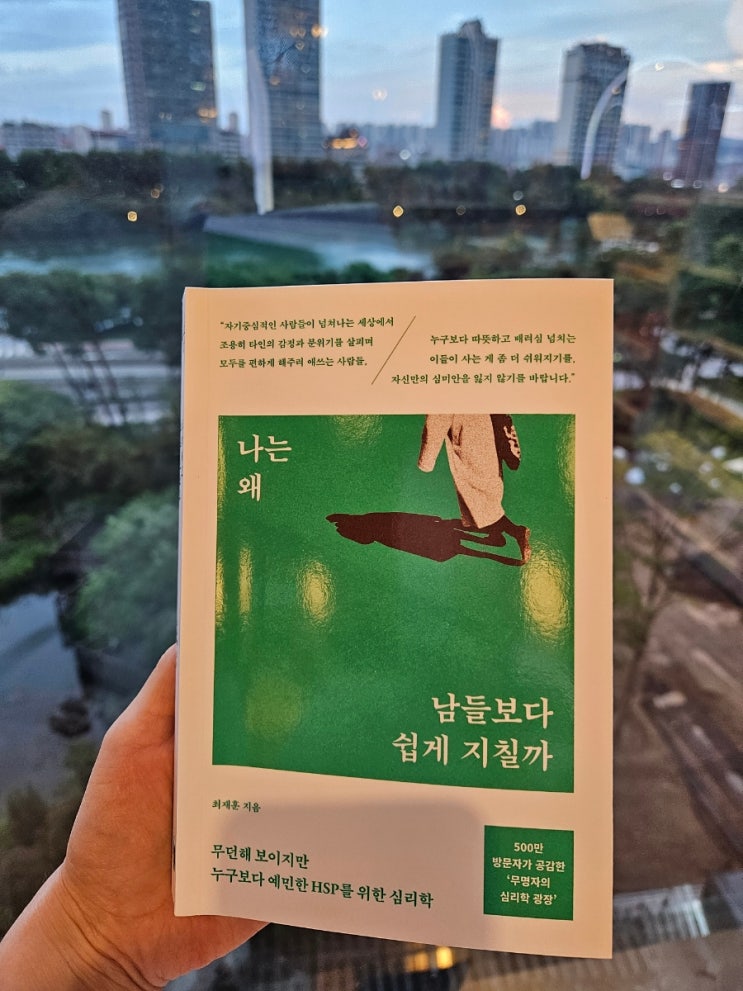 "자기중심적인 사람들이 넘쳐나는 세상에서
조용히 타인의 감정과 분위기를 살피며
모두를 편하게 해주려 애쓰는 사람들.
누구보다 따뜻하고 배려심 넘치는
이들이 사는 게 좀 더 쉬워지기를,
자신만의 심미안을 잃지 않기를 바랍니다."
나는
왜
남들보다
쉽게 지칠까
최재훈 지음
무던해 보이지만
누구보다 예민한 HSP를 위한 심리학
500만
방문자가 공감한
'무명자의
심리학 광장'